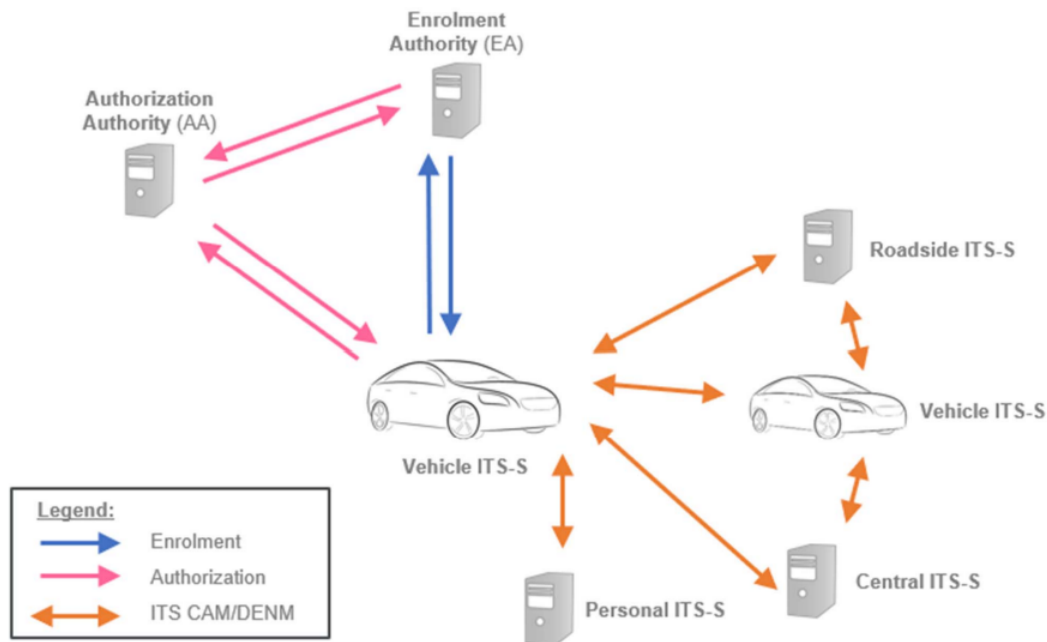 Enrolment
Authority (EA)
Authorization
Authority (AA)
Roadside ITS-S
Vehicle ITS-S
Vehicle ITS-S
Legend:
Enrolment
Authorization
ITS CAM/DENM
Central ITS-S
Personal ITS-S